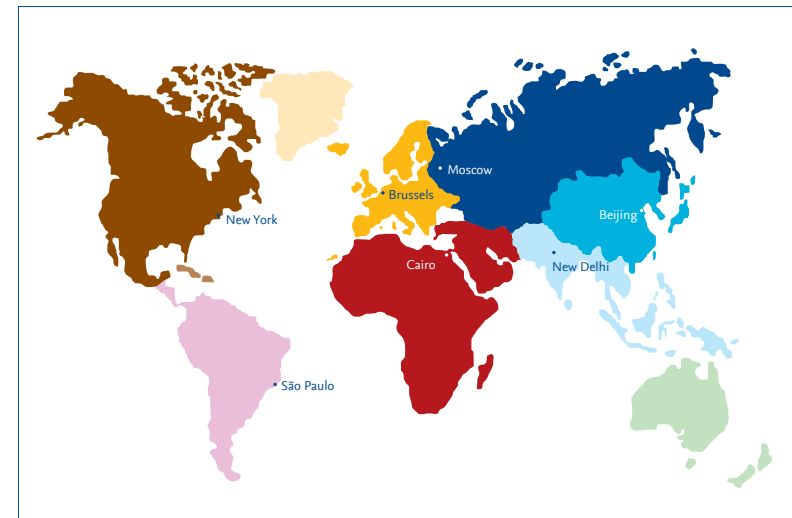 Moscow
Brussels
New York
Beijing
Cairo
New Delhi
São Paulo